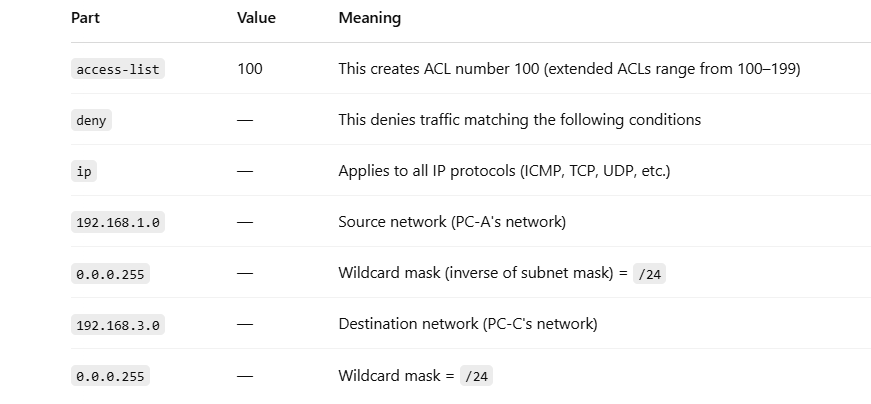 Part Value Meaning
access-list 100 This creates ACL number 100 (extended ACLs range from 100–199)
deny — This denies traffic matching the following conditions
ip — Applies to all IP protocols (ICMP, TCP, UDP, etc.)
192.168.1.0 — Source network (PC-A's network)
0.0.0.255 — Wildcard mask (inverse of subnet mask) = /24
192.168.3.0 — Destination network (PC-C's network)
0.0.0.255 — Wildcard mask = /24